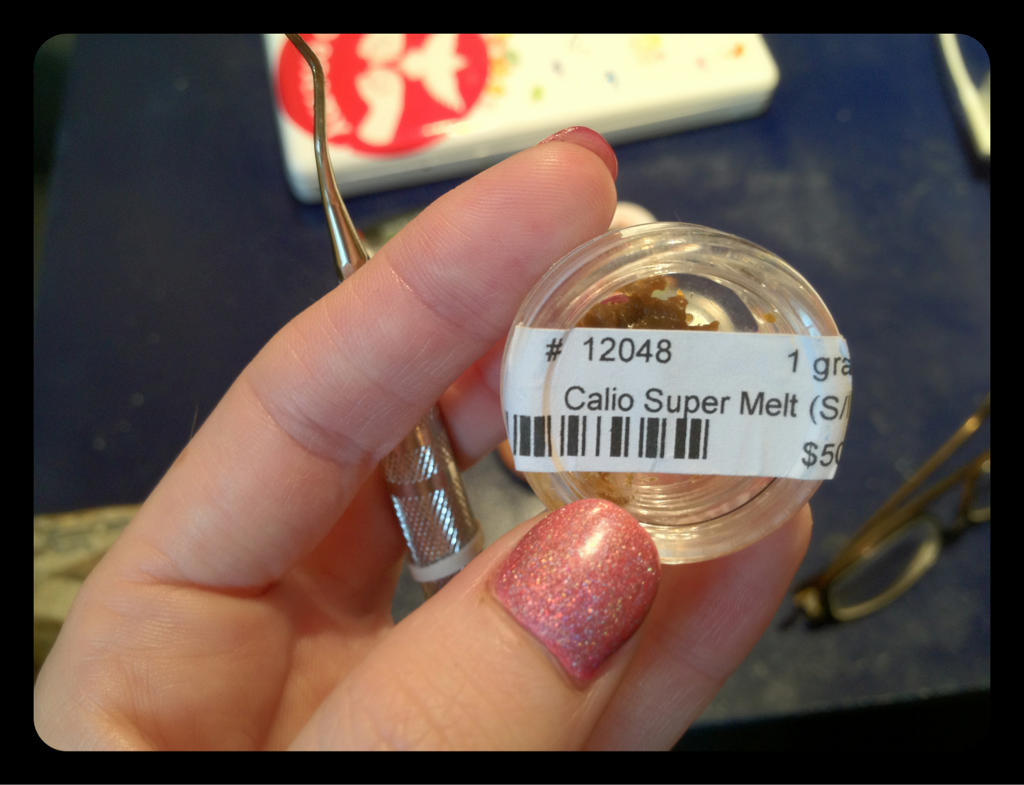 # 12048 1 gra
Calio Super Melt (S/
$50